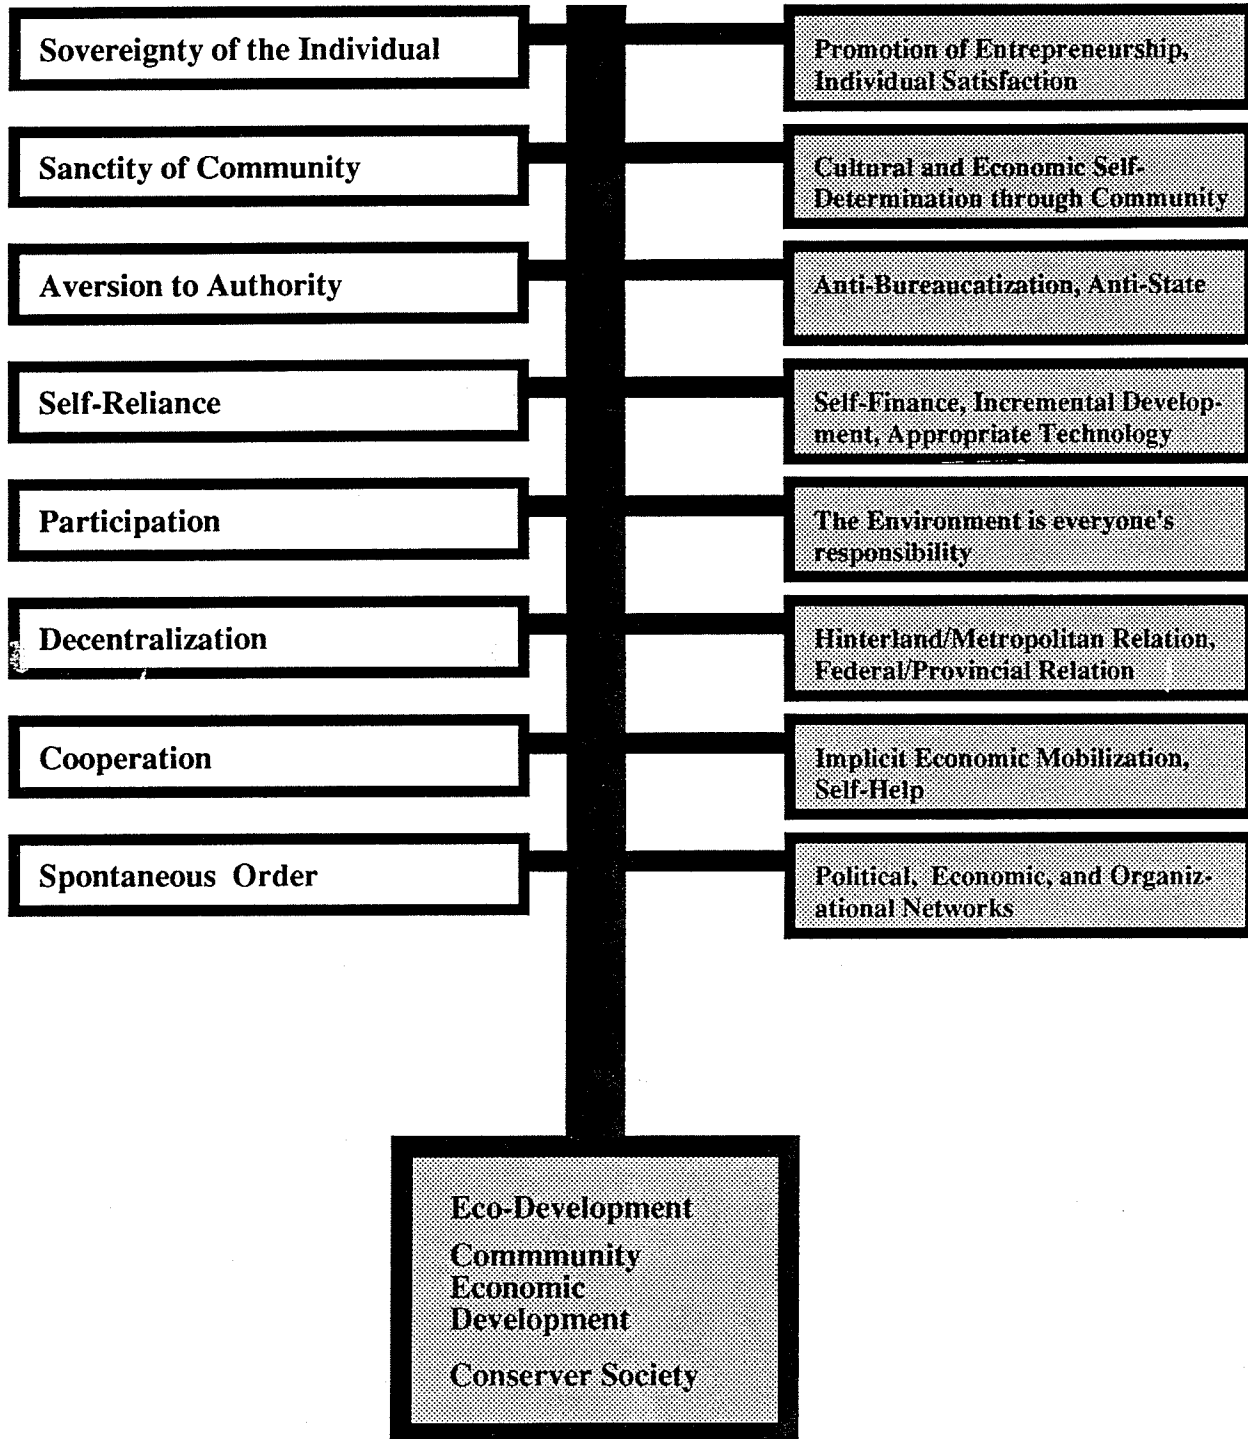 Sovereignty of the Individual
Promotion of Entrepreneurship,
Individual Satisfaction
Sanctity of Community
Cultural and Economic Self-
Determination through Community
Aversion to Authority
Anti-Bureaucatization, Anti-State
Self-Reliance
Self-Finance, Incremental Develop-
ment, Appropriate Technology
Participation
The Environment is everyone's
responsibility
Decentralization
Hinterland/Metropolitan Relation,
Federal/Provincial Relation
Cooperation
Implicit Economic Mobilization,
Self-Help
Spontaneous Order
Political, Economic, and Organiz-
ational Networks
Eco-Development
Commmunity
Economic
Development
Conserver Society